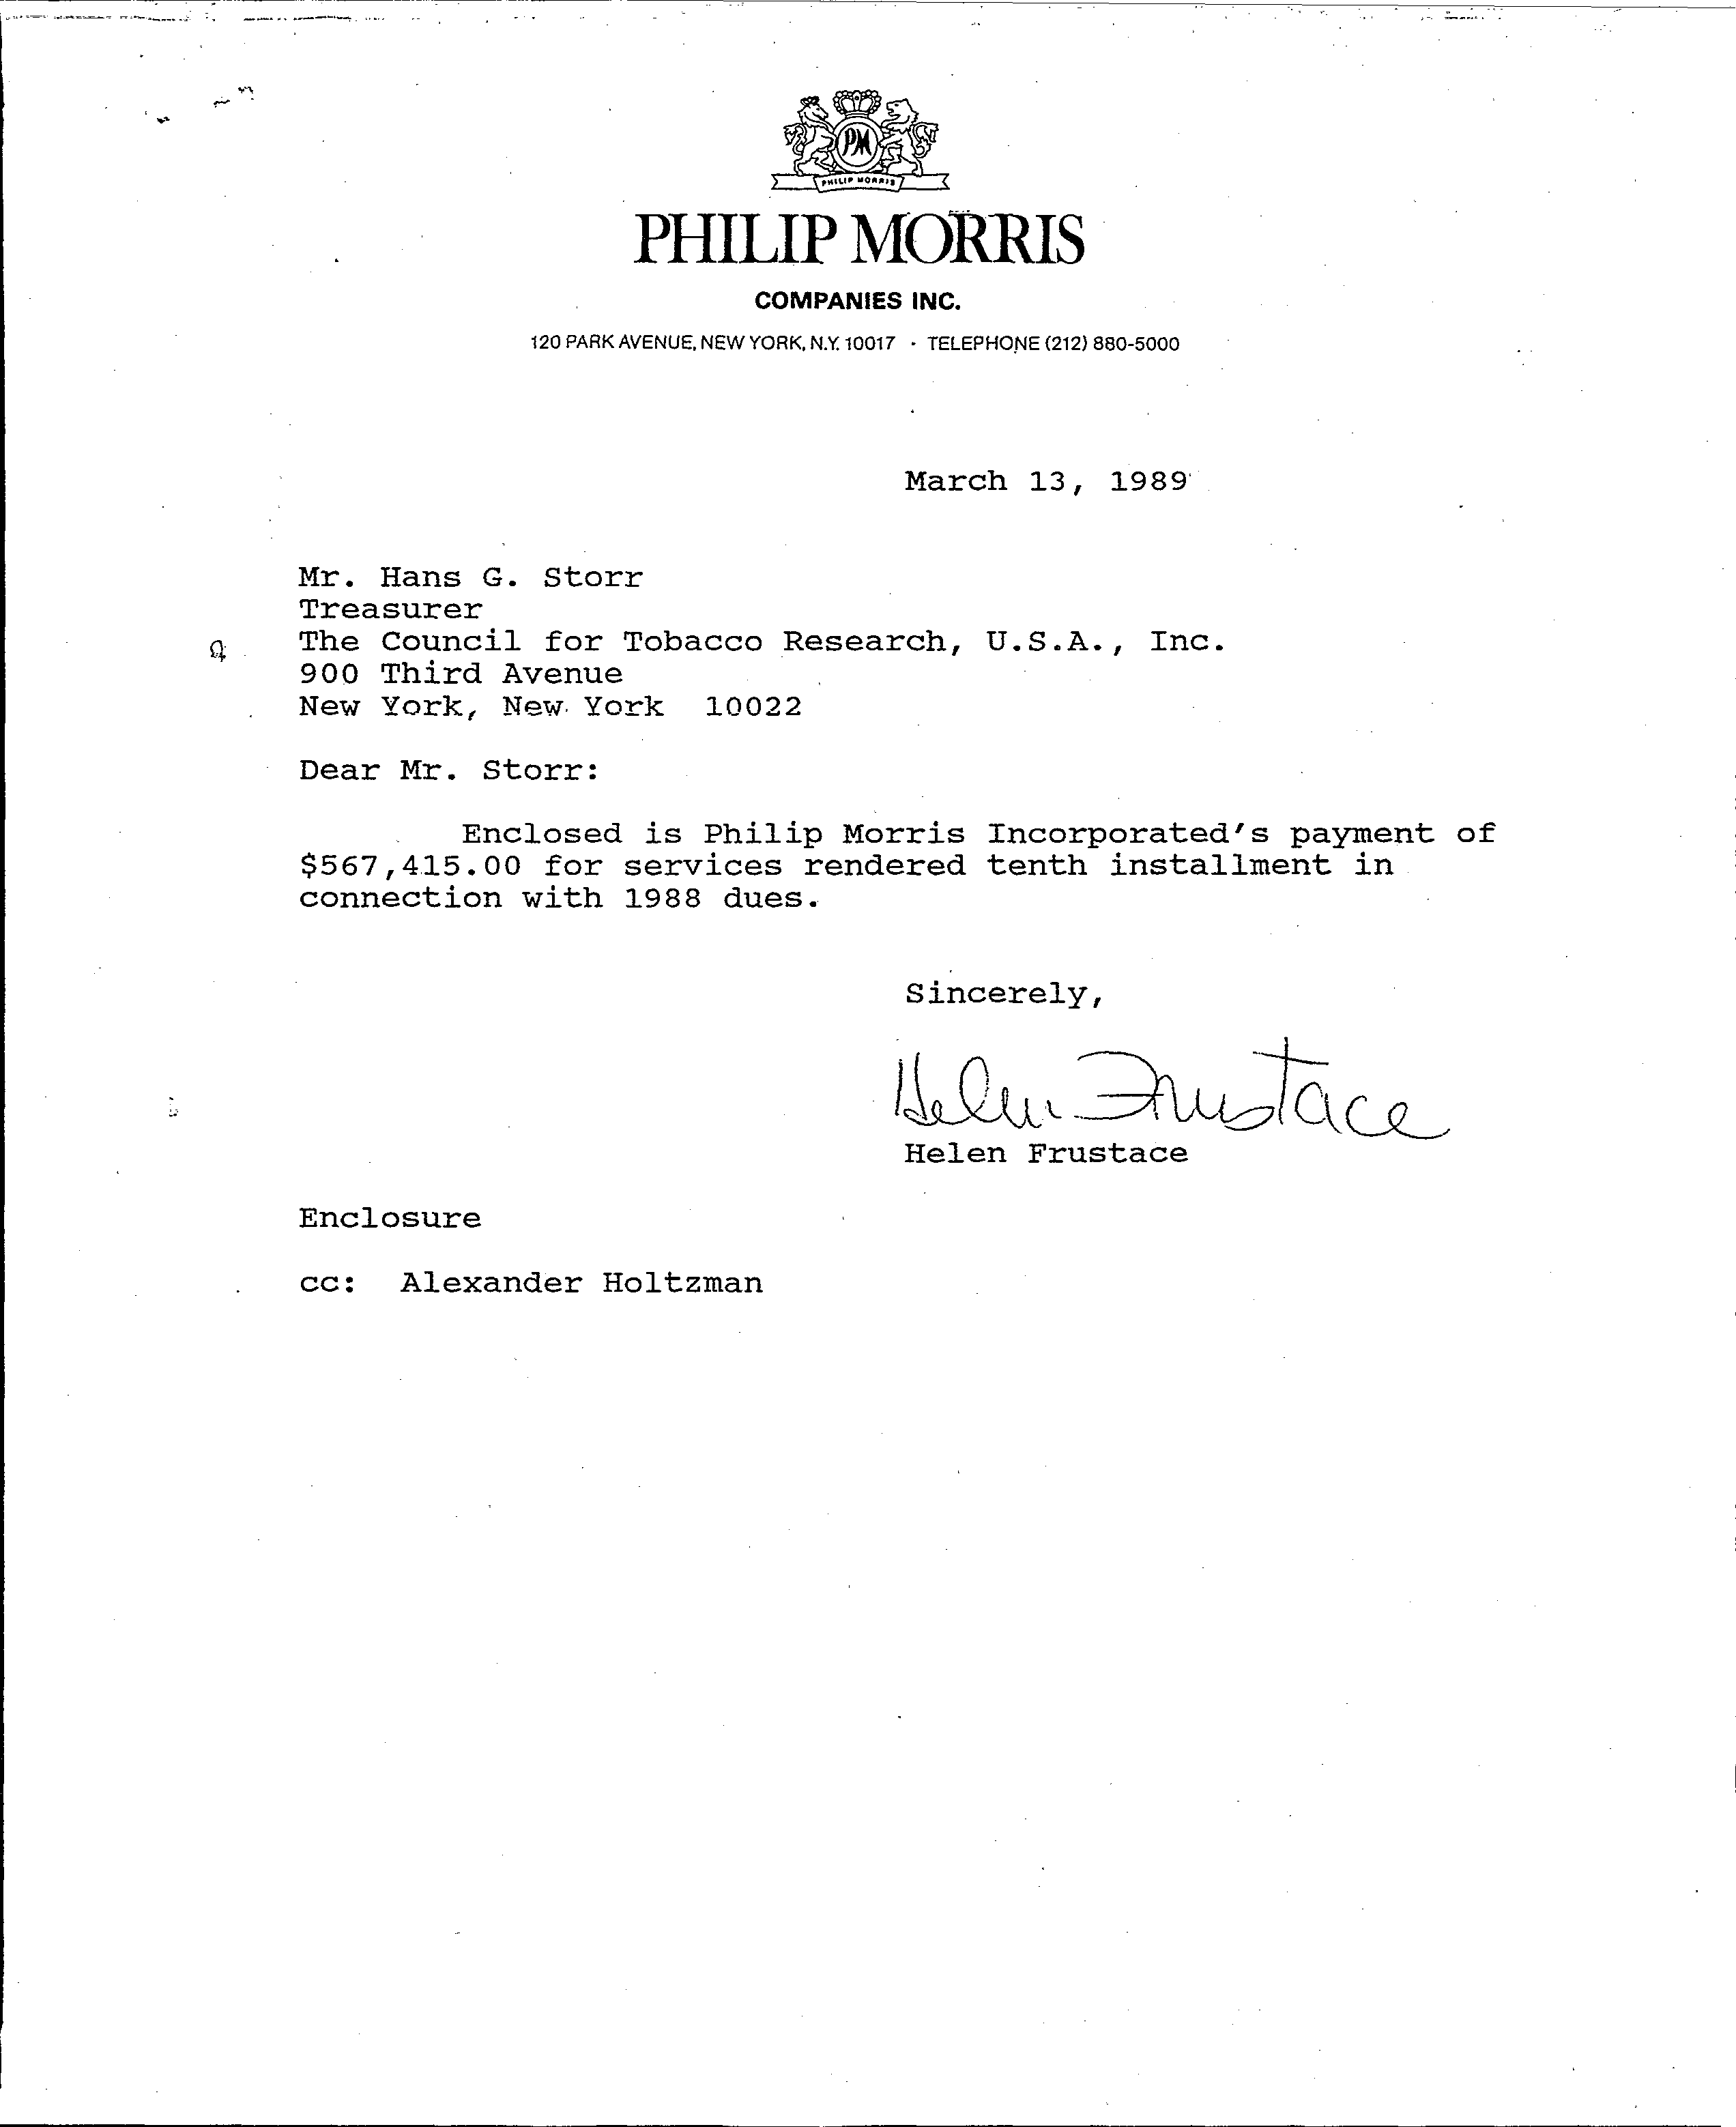 PM
PHILIP MORRIS
PHILIP MORRIS
COMPANIES INC.
120 PARK AVENUE, NEW YORK, N.Y. 10017 · TELEPHONE (212) 880-5000
March 13, 1989
Mr. Hans G. Storr
Treasurer
The Council for Tobacco Research, U.S.A., Inc.
900 Third Avenue
New York, New York 10022
Dear Mr. Storr:
Enclosed is Philip Morris Incorporated's payment of
$567,415.00 for services rendered tenth installment in
connection with 1988 dues.
Sincerely,
Helen Frustace
Helen Frustace
Enclosure
cc: Alexander Holtzman